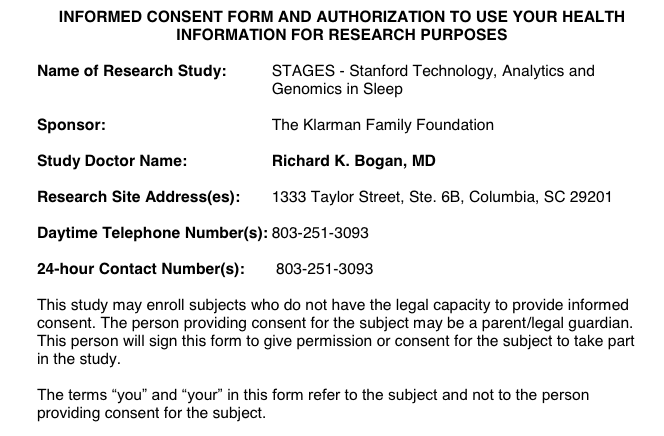 INFORMED CONSENT FORM AND AUTHORIZATION TO USE YOUR HEALTH
INFORMATION FOR RESEARCH PURPOSES
Name of Research Study: STAGES - Stanford Technology, Analytics and
Genomics in Sleep
Sponsor: The Klarman Family Foundation
Study Doctor Name: Richard K. Bogan, MD
Research Site Address(es): 1333 Taylor Street, Ste. 6B, Columbia, SC 29201
Daytime Telephone Number(s): 803-251-3093
24-hour Contact Number(s): 803-251-3093
This study may enroll subjects who do not have the legal capacity to provide informed
consent. The person providing consent for the subject may be a parent/legal guardian.
This person will sign this form to give permission or consent for the subject to take part
in the study.
The terms “you” and “your” in this form refer to the subject and not to the person
providing consent for the subject.